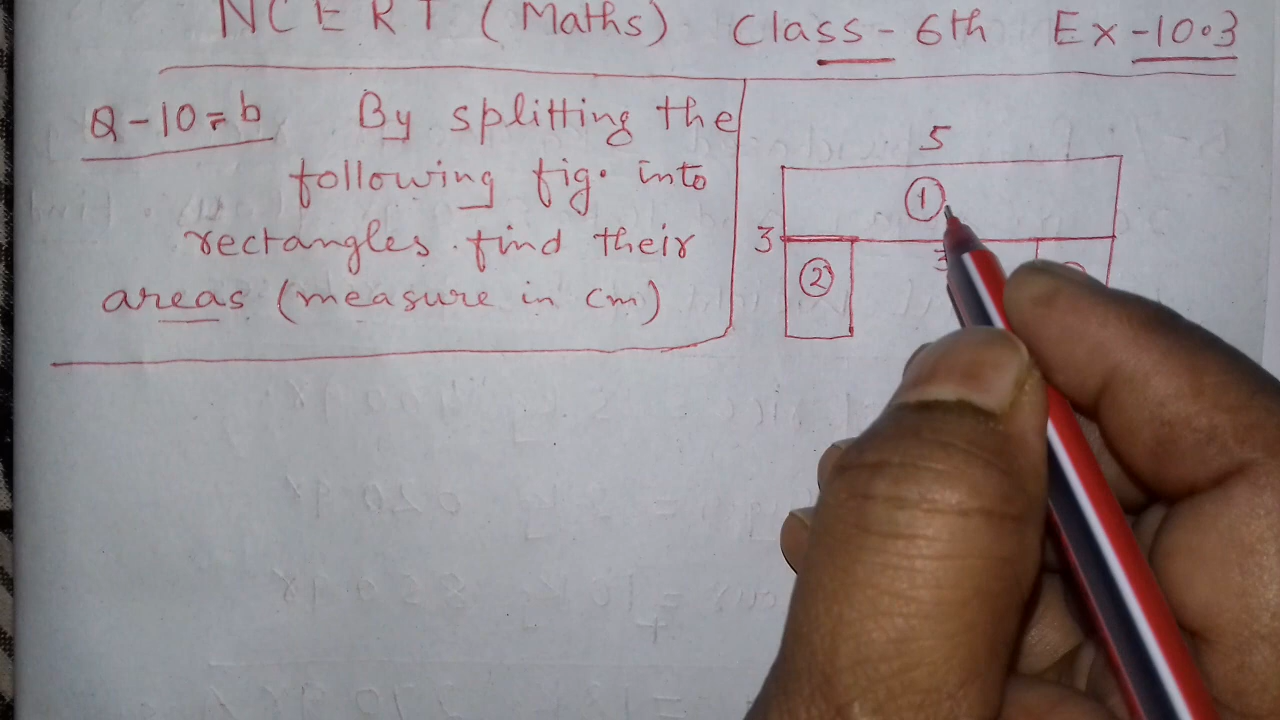 NCERT (Maths) Class - 6th Ex - 10.3
Q - 10 = b By splitting the
following fig. into
rectangles. find their
areas (measure in cm)
5
①
3
3
②